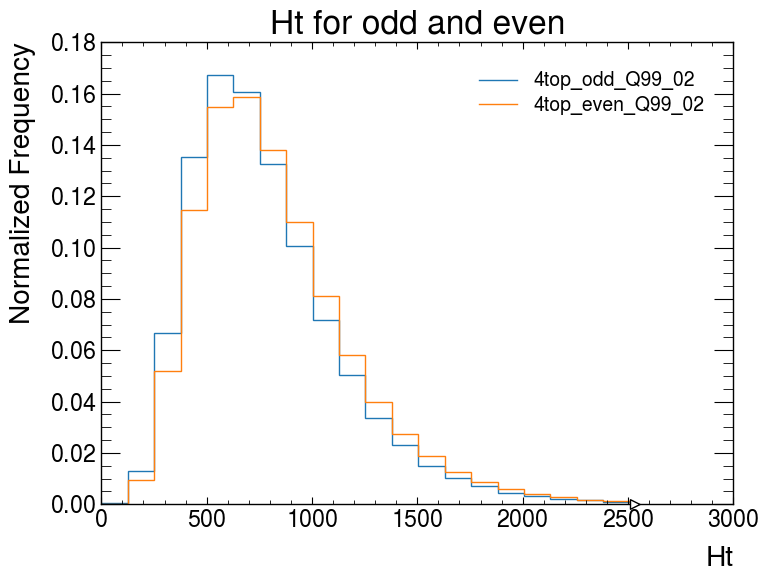 Ht for odd and even
Normalized Frequency
0.18
0.16
0.14
0.12
0.10
0.08
0.06
0.04
0.02
0.00
4top_odd_Q99_02
4top_even_Q99_02
0 500 1000 1500 2000 2500 3000
Ht